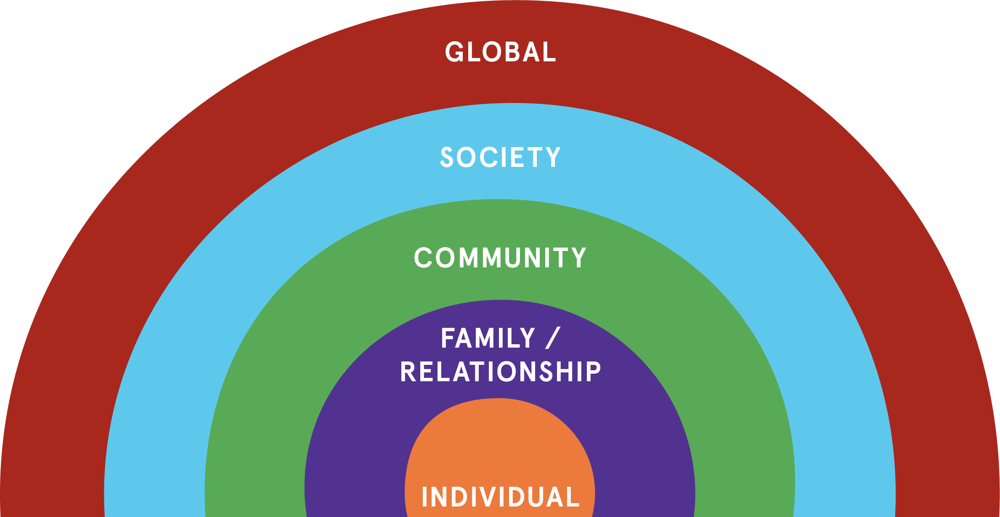 GLOBAL
SOCIETY
COMMUNITY
FAMILY /
RELATIONSHIP
INDIVIDUAL